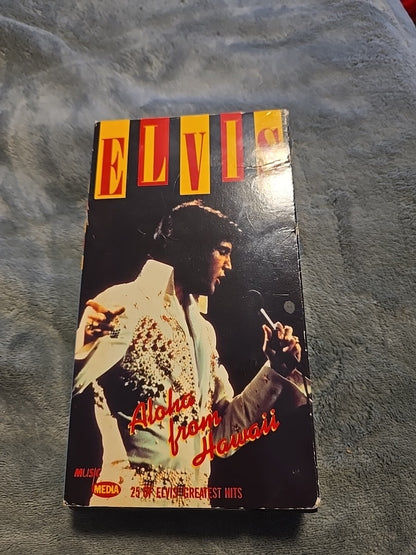 ELVIS
Aloha
from
Hawaii
MUSIC
MEDIA
25 OF ELVIS' GREATEST HITS